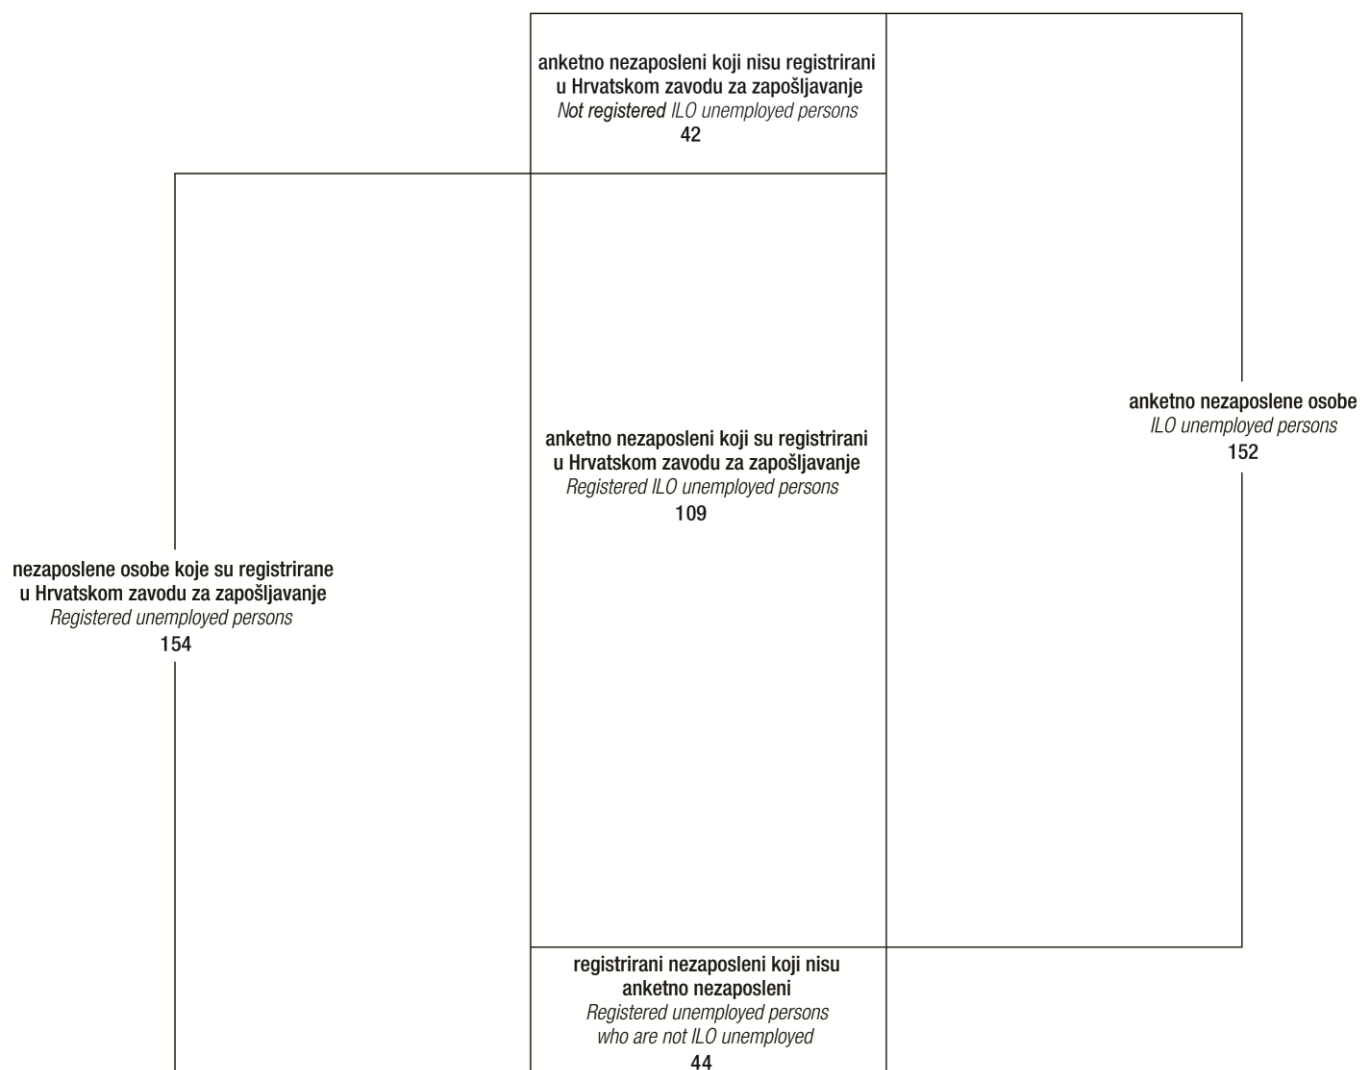 anketno nezaposleni koji nisu registrirani
u Hrvatskom zavodu za zapošljavanje
Not registered ILO unemployed persons
42
anketno nezaposlene osobe
ILO unemployed persons
152
anketno nezaposleni koji su registrirani
u Hrvatskom zavodu za zapošljavanje
Registered ILO unemployed persons
109
nezaposlene osobe koje su registrirane
u Hrvatskom zavodu za zapošljavanje
Registered unemployed persons
154
registrirani nezaposleni koji nisu
anketno nezaposleni
Registered unemployed persons
who are not ILO unemployed
44